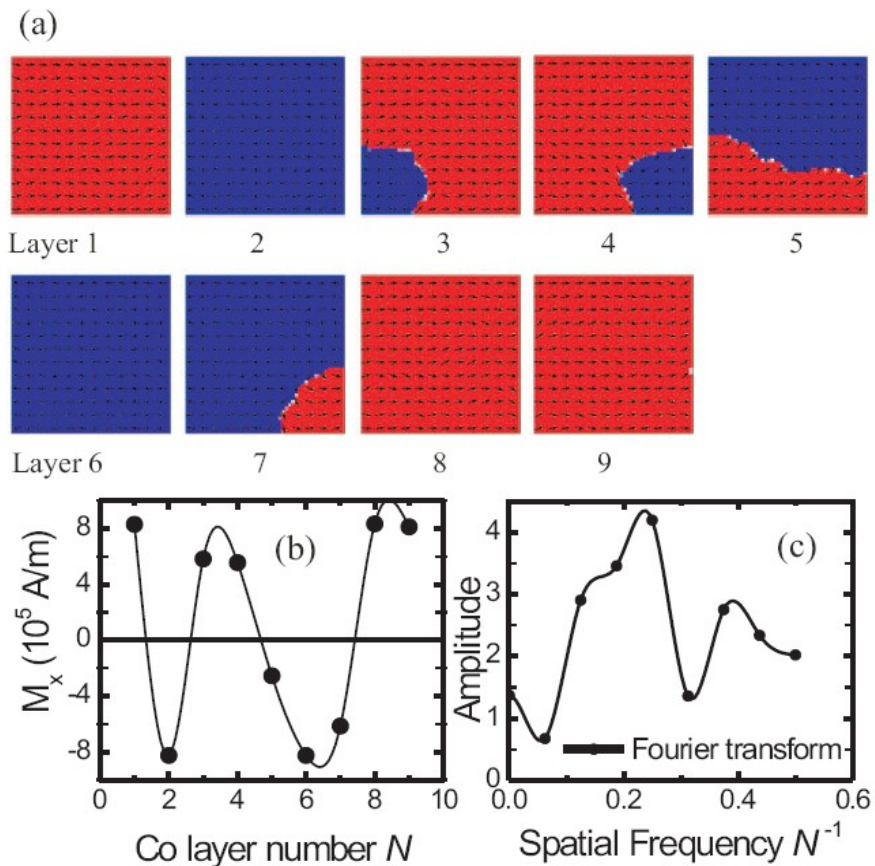 (a)
Layer 1 2 3 4 5
Layer 6 7 8 9
(b)
Mₓ (10⁵ A/m)
8
4
0
-4
-8
0 2 4 6 8 10
Co layer number N
(c)
Amplitude
4
3
2
1
0
Fourier transform
0.0 0.2 0.4 0.6
Spatial Frequency N⁻¹